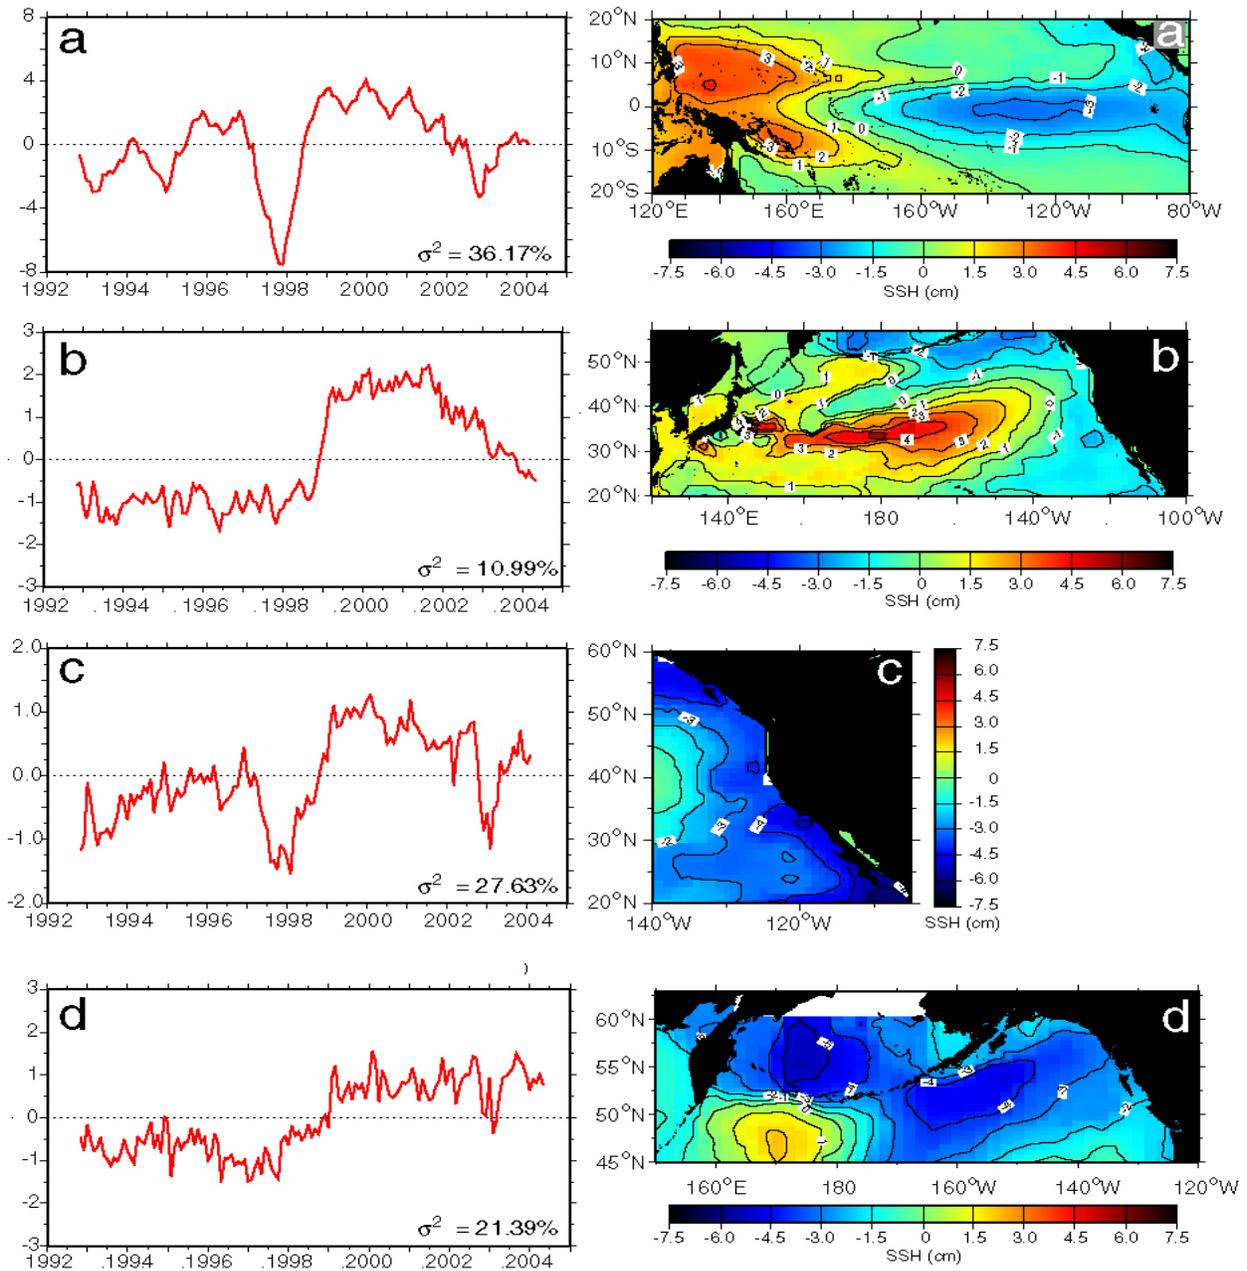 a
8
4
0
-4
-8
σ² = 36.17%
1992 1994 1996 1998 2000 2002 2004
a
20°N
10°N
0
10°S
20°S
120°E 160°E 160°W 120°W 80°W
-7.5 -6.0 -4.5 -3.0 -1.5 0 1.5 3.0 4.5 6.0 7.5
SSH (cm)
b
3
2
1
0
-1
-2
-3
σ² = 10.99%
1992 .1994 .1996 .1998 .2000 .2002 .2004
b
50°N
40°N
30°N
20°N
140°E 180 140°W 100°W
-7.5 -6.0 -4.5 -3.0 -1.5 0 1.5 3.0 4.5 6.0 7.5
SSH (cm)
c
2.0
1.0
0.0
-1.0
-2.0
σ² = 27.63%
1992 1994 1996 1998 2000 2002 2004
c
60°N
50°N
40°N
30°N
20°N
140°W 120°W
7.5
6.0
4.5
3.0
1.5
0
-1.5
-3.0
-4.5
-6.0
-7.5
SSH (cm)
d
3
2
1
0
-1
-2
-3
σ² = 21.39%
1992 .1994 .1996 .1998 .2000 .2002 .2004
d
60°N
55°N
50°N
45°N
160°E 180 160°W 140°W 120°W
-7.5 -6.0 -4.5 -3.0 -1.5 0 1.5 3.0 4.5 6.0 7.5
SSH (cm)